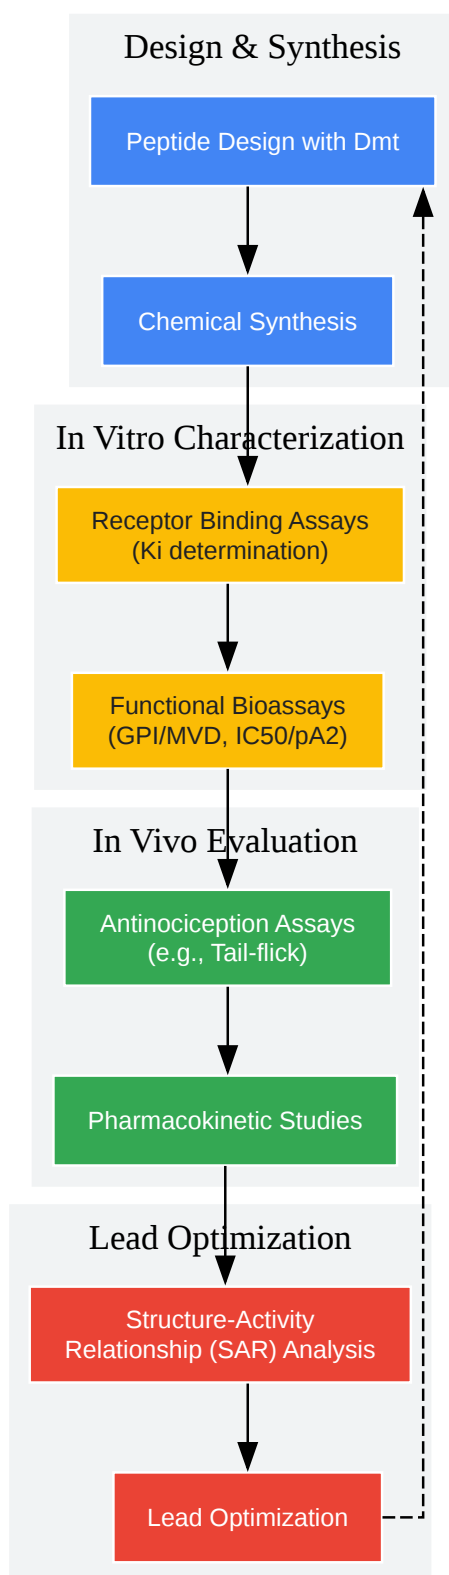 Design & Synthesis
Peptide Design with Dmt
Chemical Synthesis
In Vitro Characterization
Receptor Binding Assays
(Ki determination)
Functional Bioassays
(GPI/MVD, IC50/pA2)
In Vivo Evaluation
Antinociception Assays
(e.g., Tail-flick)
Pharmacokinetic Studies
Lead Optimization
Structure-Activity
Relationship (SAR) Analysis
Lead Optimization